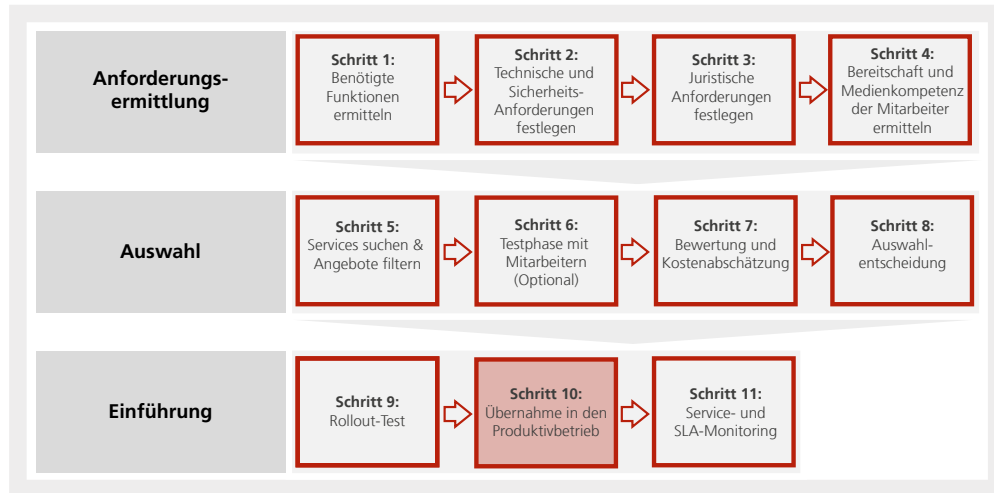 Anforderungs-
ermittlung
Schritt 1:
Benötigte
Funktionen
ermitteln
Schritt 2:
Technische und
Sicherheits-
Anforderungen
festlegen
Schritt 3:
Juristische
Anforderungen
festlegen
Schritt 4:
Bereitschaft und
Medienkompetenz
der Mitarbeiter
ermitteln
Auswahl
Schritt 5:
Services suchen &
Angebote filtern
Schritt 6:
Testphase mit
Mitarbeitern
(Optional)
Schritt 7:
Bewertung und
Kostenabschätzung
Schritt 8:
Auswahl-
entscheidung
Einführung
Schritt 9:
Rollout-Test
Schritt 10:
Übernahme in den
Produktivbetrieb
Schritt 11:
Service- und
SLA-Monitoring